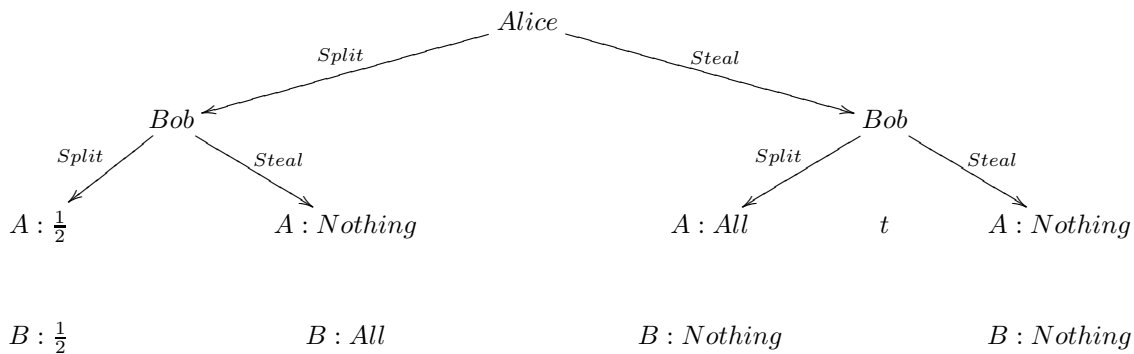 Alice
Split Steal
Bob Bob
Split Steal Split Steal
A : 1/2 A : Nothing A : All t A : Nothing
B : 1/2 B : All B : Nothing B : Nothing